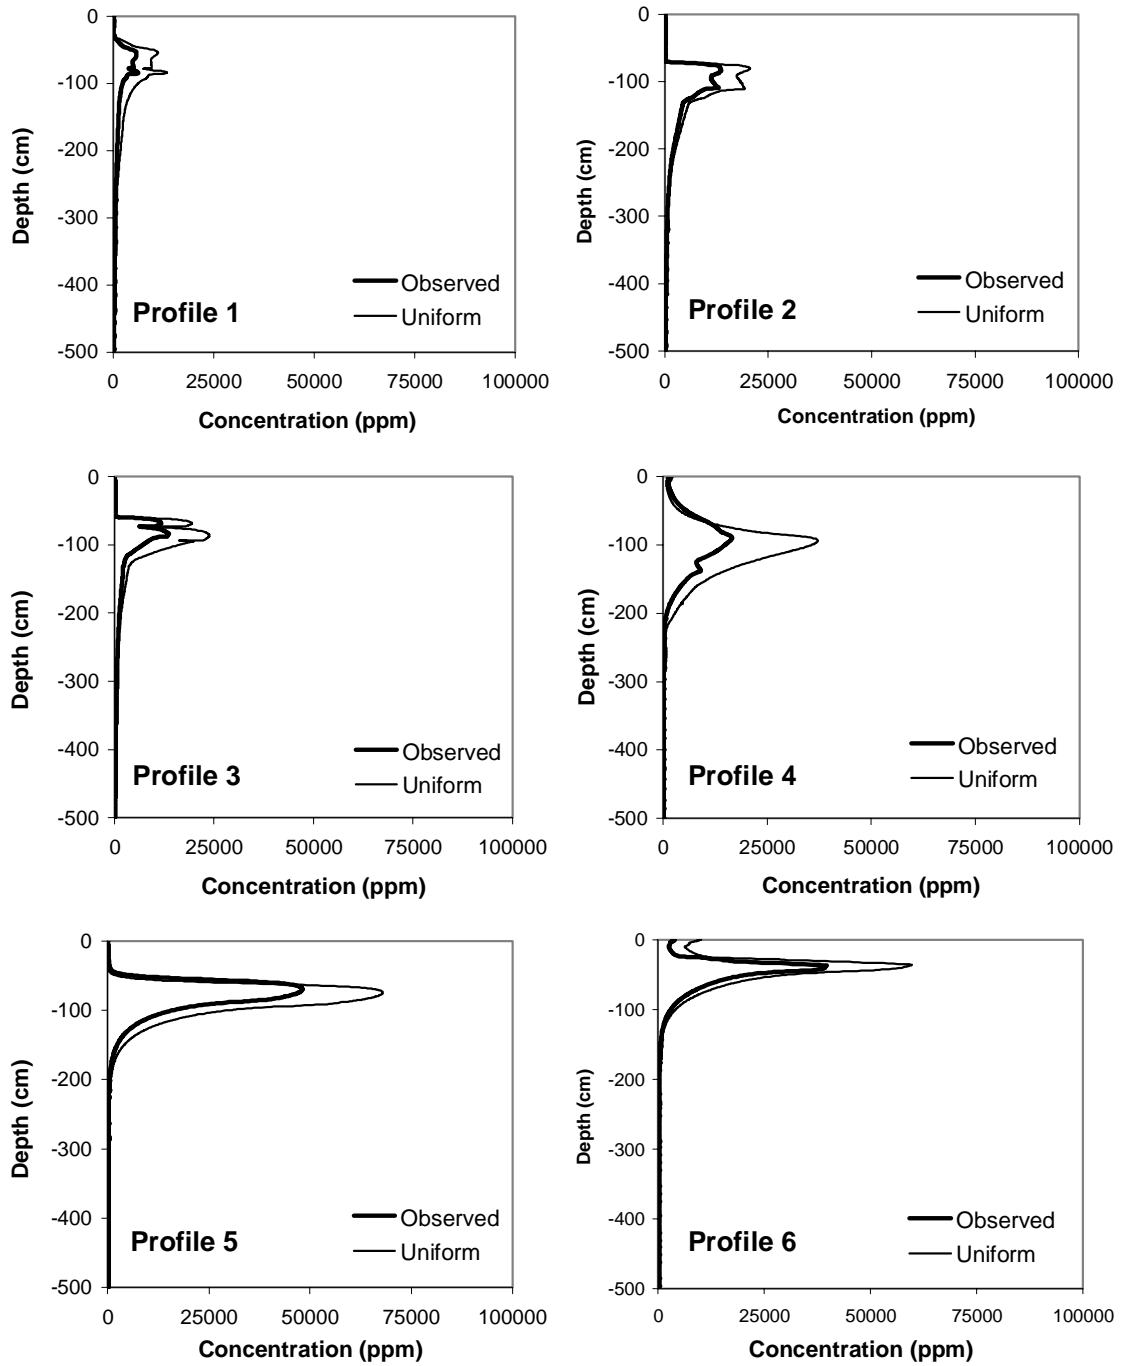 0
-100
-200
-300
-400
-500
Depth (cm)
Observed
Uniform
Profile 1
0 25000 50000 75000 100000
Concentration (ppm)
0
-100
-200
-300
-400
-500
Depth (cm)
Observed
Uniform
Profile 2
0 25000 50000 75000 100000
Concentration (ppm)
0
-100
-200
-300
-400
-500
Depth (cm)
Observed
Uniform
Profile 3
0 25000 50000 75000 100000
Concentration (ppm)
0
-100
-200
-300
-400
-500
Depth (cm)
Observed
Uniform
Profile 4
0 25000 50000 75000 100000
Concentration (ppm)
0
-100
-200
-300
-400
-500
Depth (cm)
Observed
Uniform
Profile 5
0 25000 50000 75000 100000
Concentration (ppm)
0
-100
-200
-300
-400
-500
Depth (cm)
Observed
Uniform
Profile 6
0 25000 50000 75000 100000
Concentration (ppm)